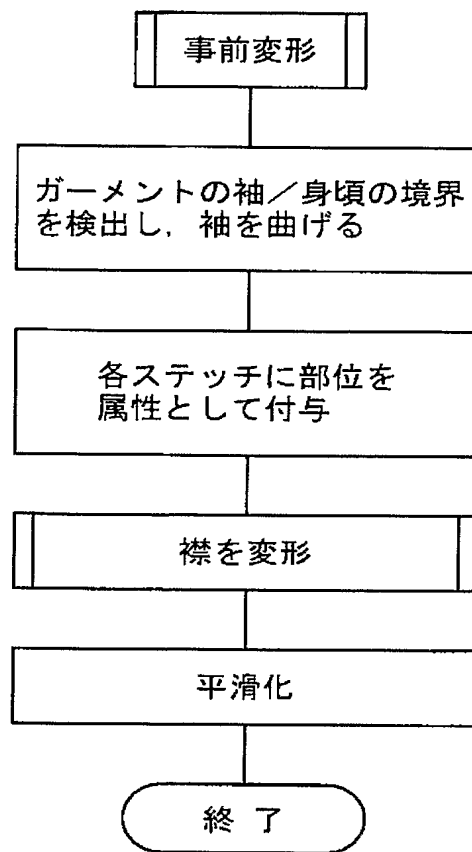 事前変形
ガーメントの袖／身頃の境界
を検出し，袖を曲げる
各ステッチに部位を
属性として付与
襟を変形
平滑化
終 了